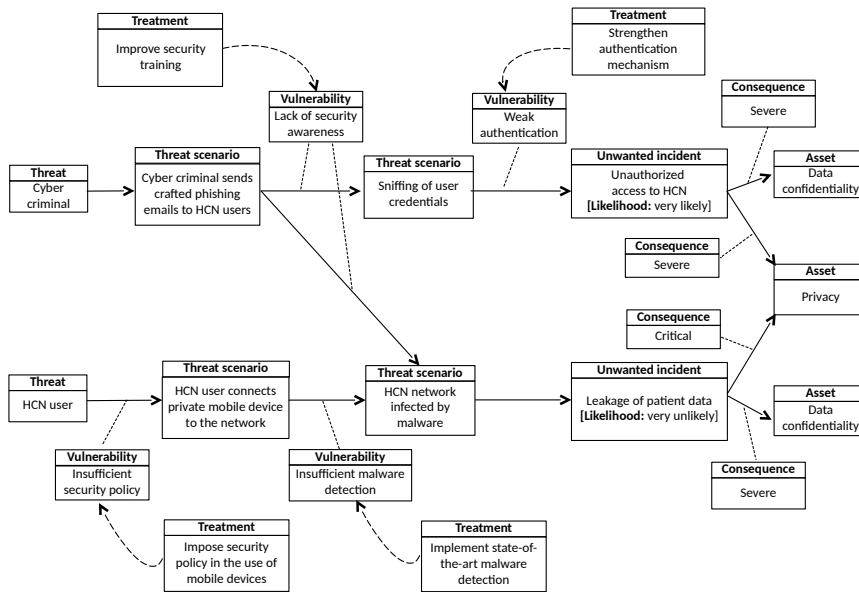 Treatment
Improve security
training
Treatment
Strengthen
authentication
mechanism
Vulnerability
Lack of security
awareness
Vulnerability
Weak
authentication
Consequence
Severe
Threat
Cyber
criminal
Threat scenario
Cyber criminal sends
crafted phishing
emails to HCN users
Threat scenario
Sniffing of user
credentials
Unwanted incident
Unauthorized
access to HCN
[Likelihood: very likely]
Asset
Data
confidentiality
Consequence
Severe
Asset
Privacy
Consequence
Critical
Threat
HCN user
Threat scenario
HCN user connects
private mobile device
to the network
Threat scenario
HCN network
infected by
malware
Unwanted incident
Leakage of patient data
[Likelihood: very unlikely]
Asset
Data
confidentiality
Vulnerability
Insufficient
security policy
Vulnerability
Insufficient malware
detection
Consequence
Severe
Treatment
Impose security
policy in the use of
mobile devices
Treatment
Implement state-of-
the-art malware
detection